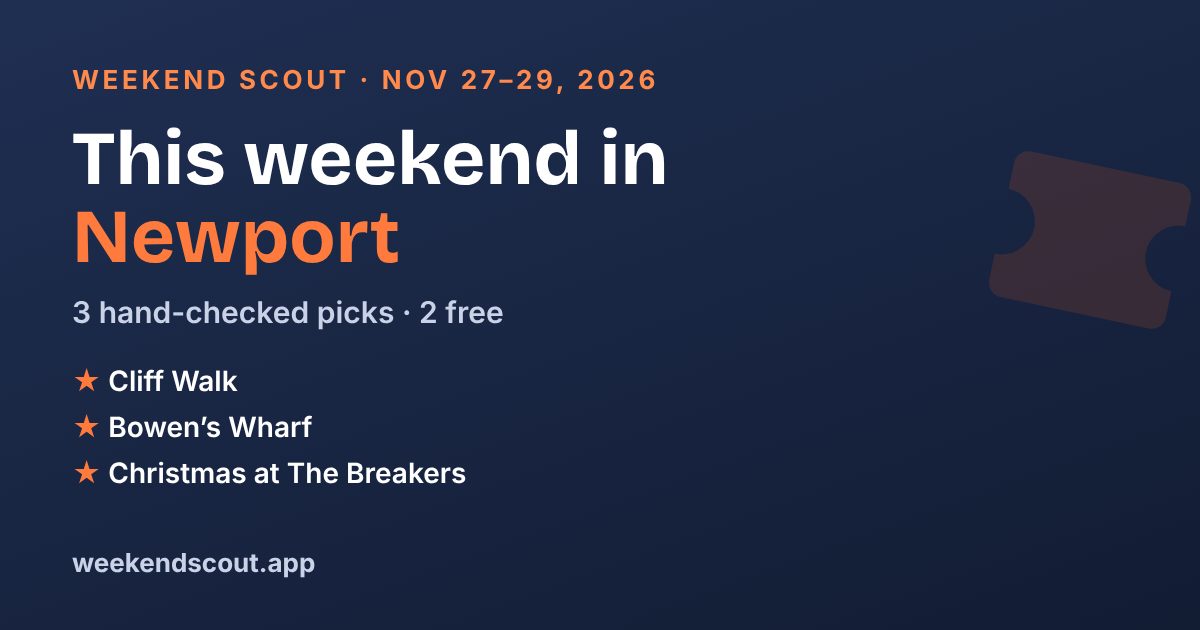 WEEKEND SCOUT · NOV 27–29, 2026
This weekend in
Newport
3 hand-checked picks · 2 free
★ Cliff Walk
★ Bowen’s Wharf
★ Christmas at The Breakers
weekendscout.app